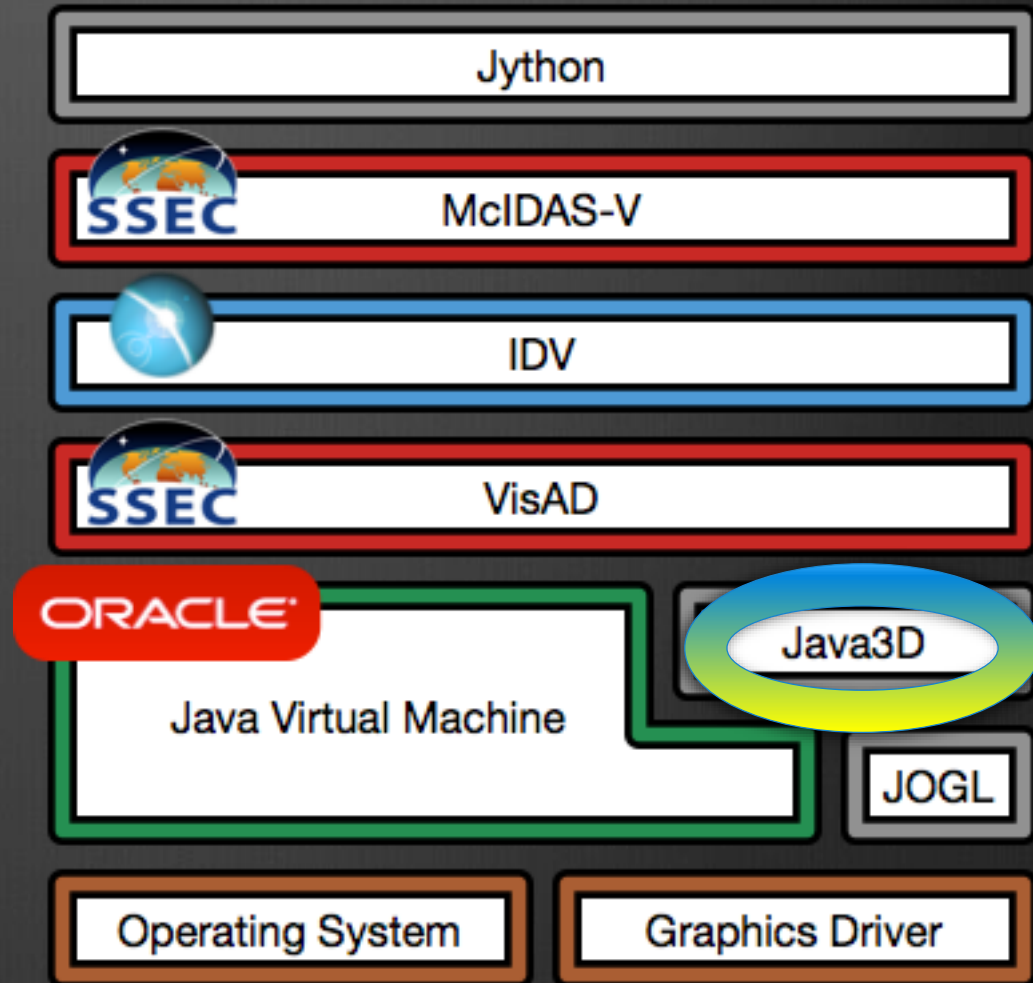 Jython
SSEC
McIDAS-V
IDV
SSEC
VisAD
ORACLE
Java3D
Java Virtual Machine
JOGL
Operating System
Graphics Driver